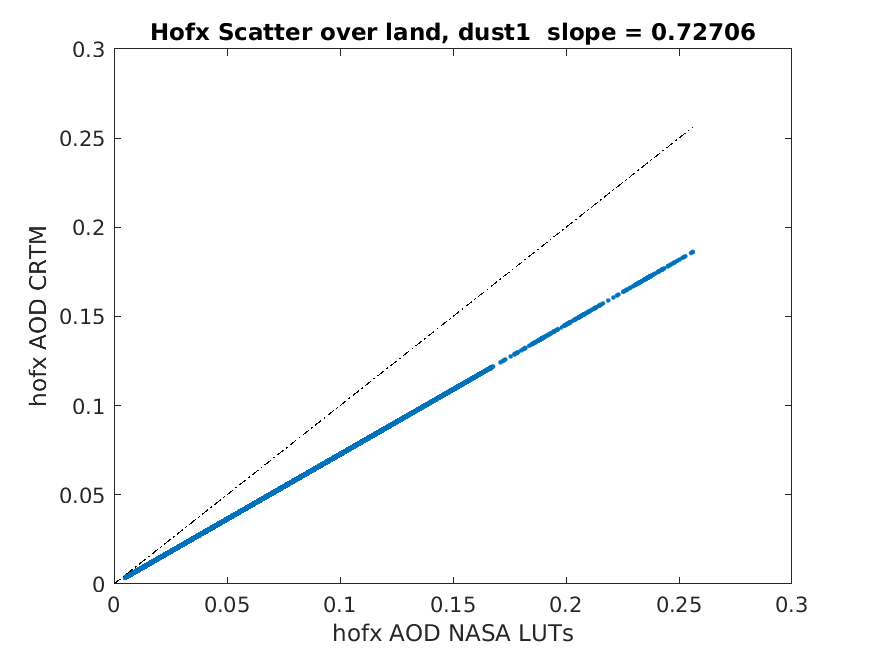 Hofx Scatter over land, dust1  slope = 0.72706
0.3
0.25
0.2
0.15
0.1
0.05
0
hofx AOD CRTM
0 0.05 0.1 0.15 0.2 0.25 0.3
hofx AOD NASA LUTs